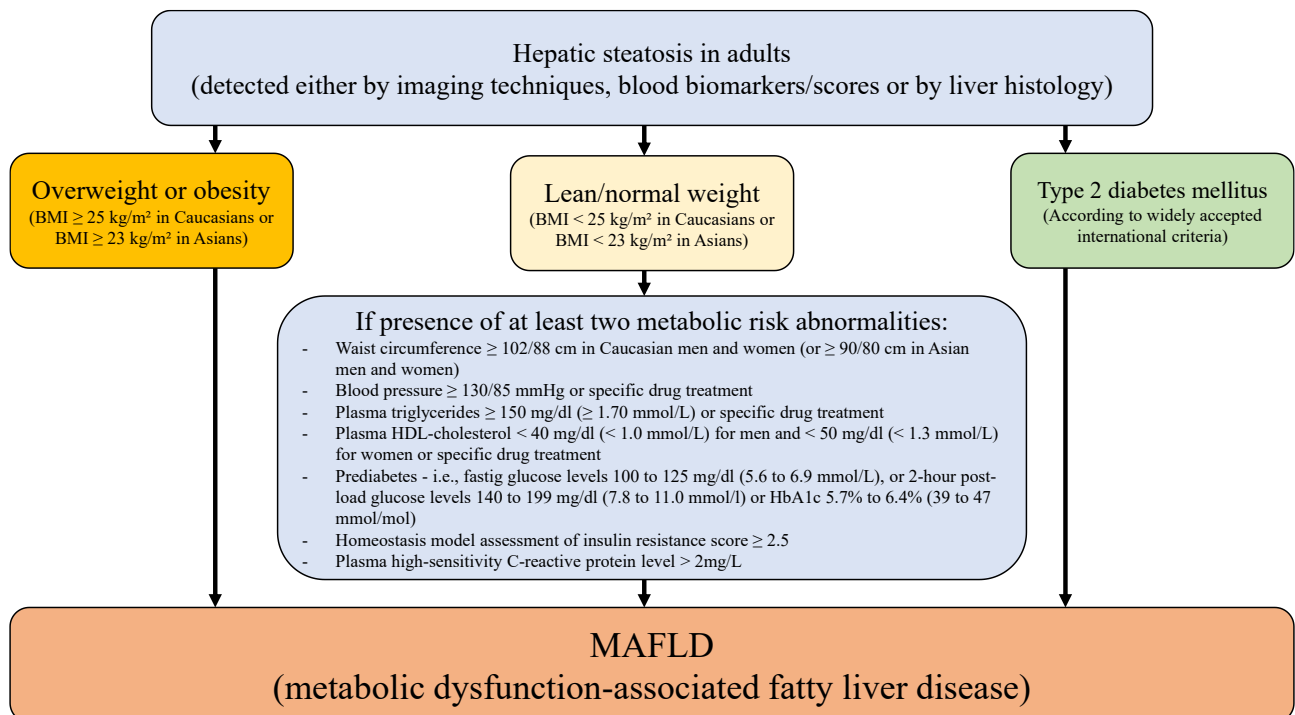 Hepatic steatosis in adults
(detected either by imaging techniques, blood biomarkers/scores or by liver histology)
Overweight or obesity
(BMI ≥ 25 kg/m² in Caucasians or
BMI ≥ 23 kg/m² in Asians)
Lean/normal weight
(BMI < 25 kg/m² in Caucasians or
BMI < 23 kg/m² in Asians)
Type 2 diabetes mellitus
(According to widely accepted
international criteria)
If presence of at least two metabolic risk abnormalities:
- Waist circumference ≥ 102/88 cm in Caucasian men and women (or ≥ 90/80 cm in Asian
men and women)
- Blood pressure ≥ 130/85 mmHg or specific drug treatment
- Plasma triglycerides ≥ 150 mg/dl (≥ 1.70 mmol/L) or specific drug treatment
- Plasma HDL-cholesterol < 40 mg/dl (< 1.0 mmol/L) for men and < 50 mg/dl (< 1.3 mmol/L)
for women or specific drug treatment
- Prediabetes - i.e., fastig glucose levels 100 to 125 mg/dl (5.6 to 6.9 mmol/L), or 2-hour post-
load glucose levels 140 to 199 mg/dl (7.8 to 11.0 mmol/l) or HbA1c 5.7% to 6.4% (39 to 47
mmol/mol)
- Homeostasis model assessment of insulin resistance score ≥ 2.5
- Plasma high-sensitivity C-reactive protein level > 2mg/L
MAFLD
(metabolic dysfunction-associated fatty liver disease)